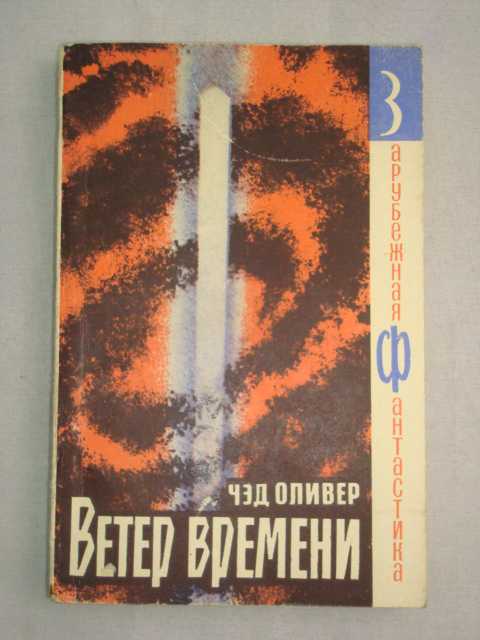 Зарубежная
Фантастика
ЧЭД ОЛИВЕР
ВЕТЕР ВРЕМЕНИ